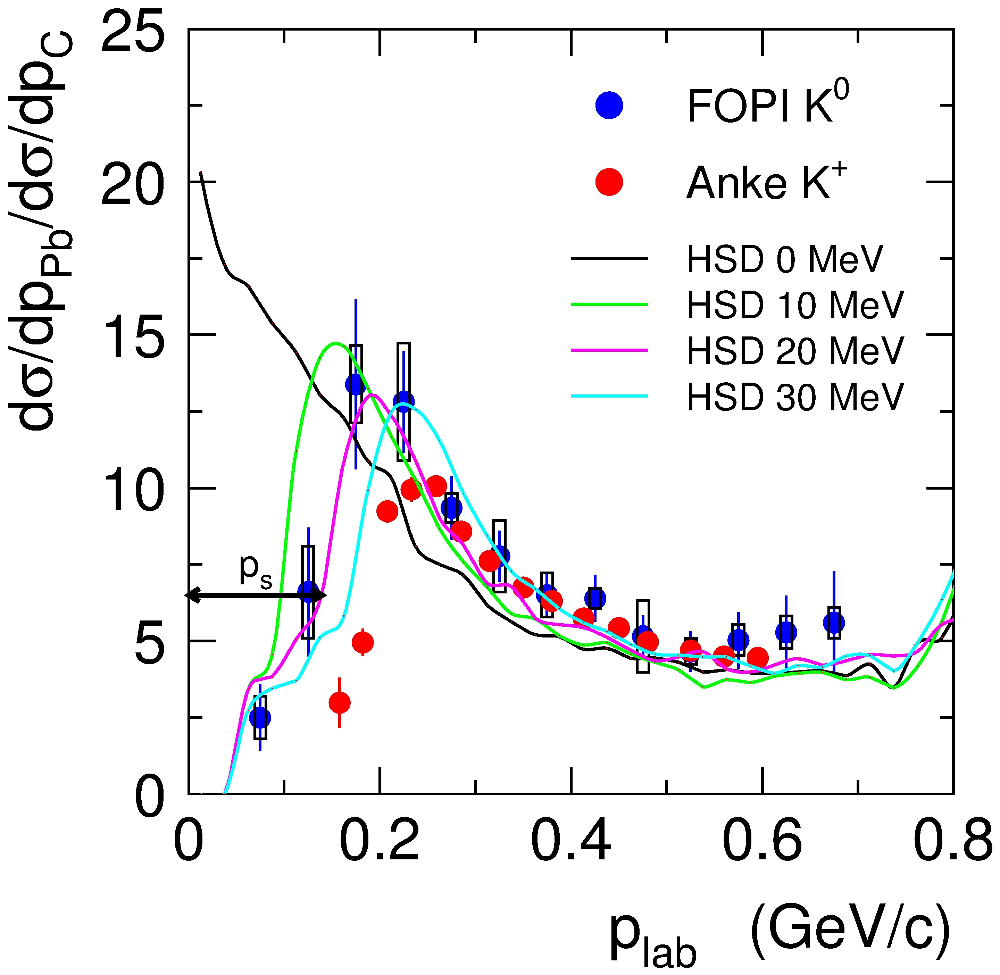 dσ/dp_Pb/dσ/dp_C
25
20
15
10
5
0
FOPI K⁰
Anke K⁺
HSD 0 MeV
HSD 10 MeV
HSD 20 MeV
HSD 30 MeV
p_s
0 0.2 0.4 0.6 0.8
p_lab (GeV/c)